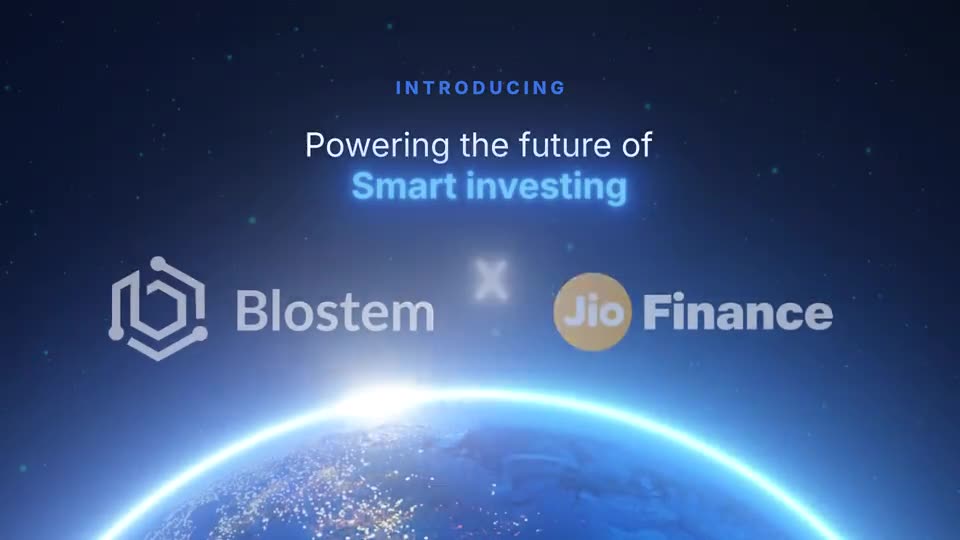 INTRODUCING
Powering the future of
Smart investing
Blostem X Jio Finance